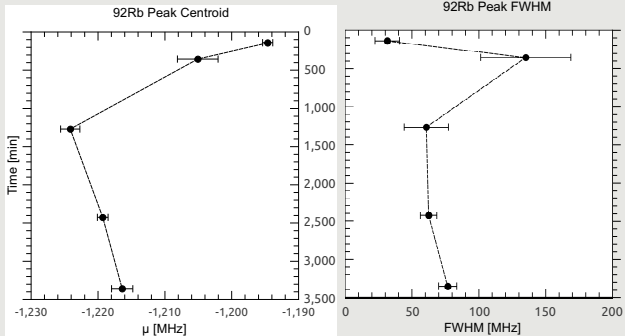 92Rb Peak Centroid
92Rb Peak FWHM
0
500
1,000
1,500
2,000
2,500
3,000
3,500
Time [min]
-1,230 -1,220 -1,210 -1,200 -1,190
0 50 100 150 200
µ [MHz]
FWHM [MHz]